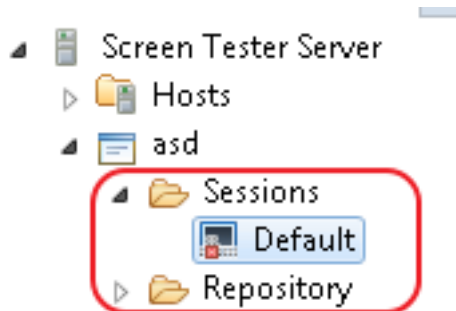 Screen Tester Server
Hosts
asd
Sessions
Default
Repository